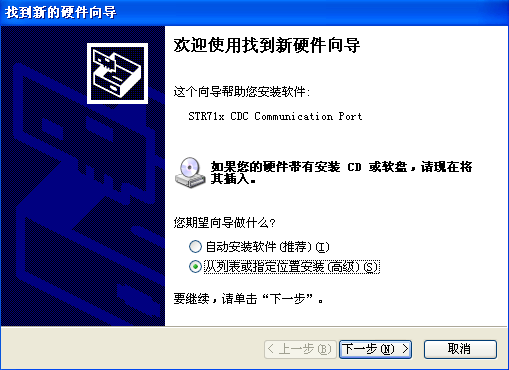 找到新的硬件向导
欢迎使用找到新硬件向导
这个向导帮助您安装软件:
STR71x CDC Communication Port
如果您的硬件带有安装 CD 或软盘，请现在将
其插入。
您期望向导做什么?
自动安装软件(推荐)(I)
从列表或指定位置安装(高级)(S)
要继续，请单击“下一步”。
< 上一步(B)
下一步(N) >
取消